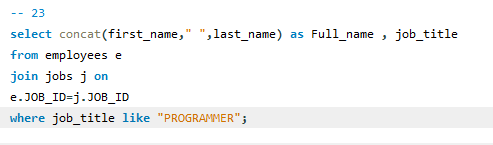 -- 23
select concat(first_name," ",last_name) as Full_name , job_title
from employees e
join jobs j on
e.JOB_ID=j.JOB_ID
where job_title like "PROGRAMMER";